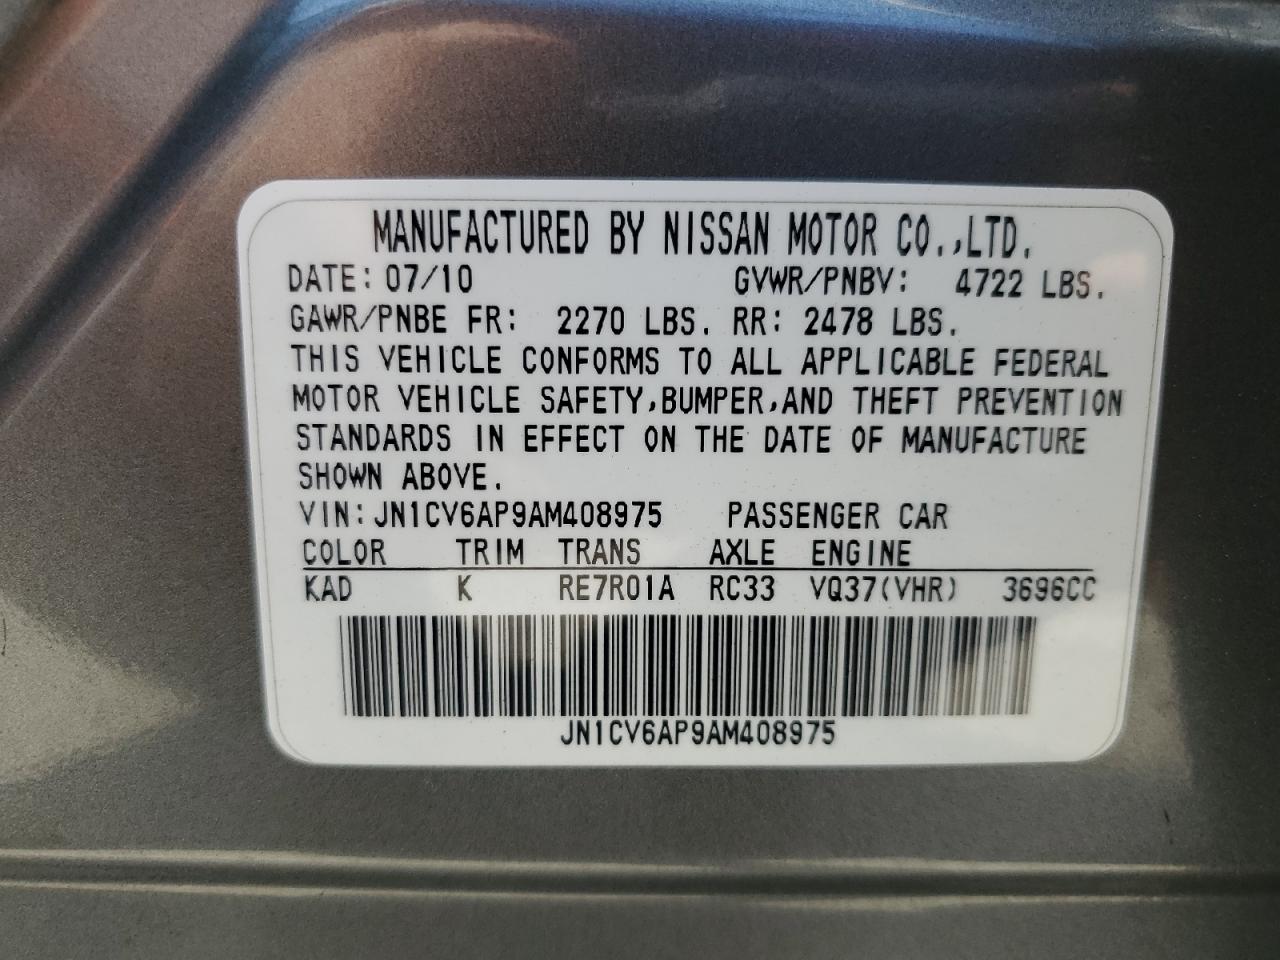 MANUFACTURED BY NISSAN MOTOR CO.,LTD.
DATE: 07/10 GVWR/PNBV: 4722 LBS.
GAWR/PNBE FR: 2270 LBS. RR: 2478 LBS.
THIS VEHICLE CONFORMS TO ALL APPLICABLE FEDERAL
MOTOR VEHICLE SAFETY,BUMPER,AND THEFT PREVENTION
STANDARDS IN EFFECT ON THE DATE OF MANUFACTURE
SHOWN ABOVE.
VIN:JN1CV6AP9AM408975 PASSENGER CAR
COLOR TRIM TRANS AXLE ENGINE
KAD K RE7R01A RC33 VQ37(VHR) 3696CC
JN1CV6AP9AM408975